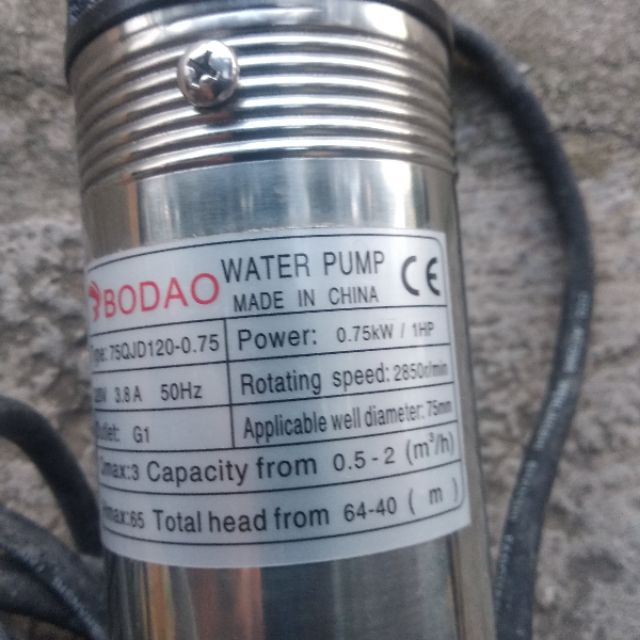 BODAO WATER PUMP CE
MADE IN CHINA
75QJD120-0.75 Power: 0.75kW / 1HP
3.8A 50Hz Rotating speed: 2850r/min
G1 Applicable well diameter: 75mm
max:3 Capacity from 0.5-2 (m³/h)
max:65 Total head from 64-40 (m)